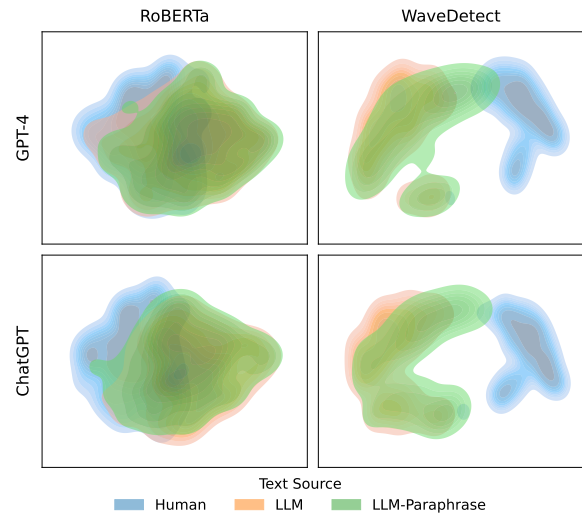 RoBERTa WaveDetect
GPT-4
ChatGPT
Text Source
Human LLM LLM-Paraphrase